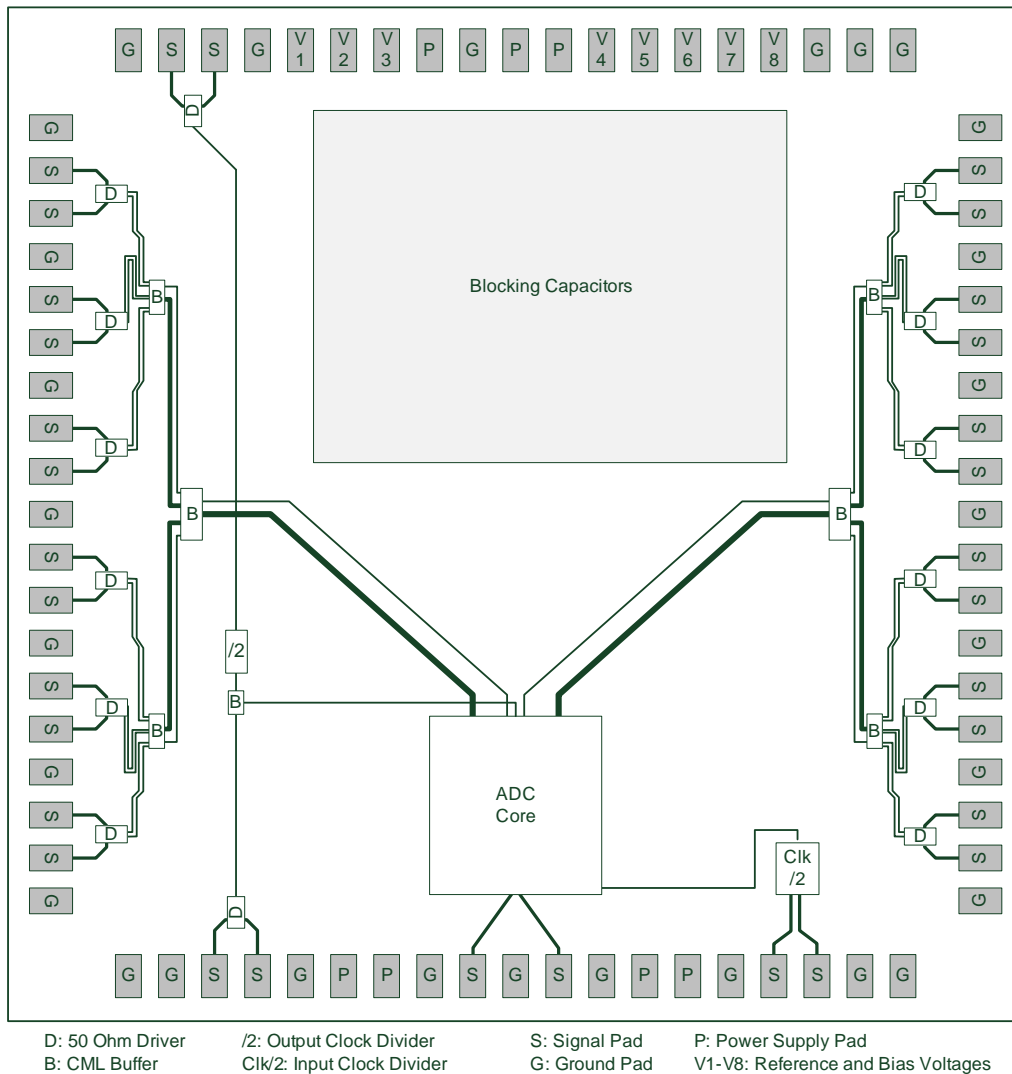 G S S G V1 V2 V3 P G P P V4 V5 V6 V7 V8 G G G
D
G G
S S
D D
S S
G G
Blocking Capacitors
S B B S
D D
S S
G G
S S
D D
S S
G B B G
S S
D D
S S
G /2 G
S S
B
D D
S B B S
G G
ADC
Core
S S
D D
Clk
/2
S S
G G
D
G G S S G P P G S G S G P P G S S G G
D: 50 Ohm Driver /2: Output Clock Divider S: Signal Pad P: Power Supply Pad
B: CML Buffer Clk/2: Input Clock Divider G: Ground Pad V1-V8: Reference and Bias Voltages